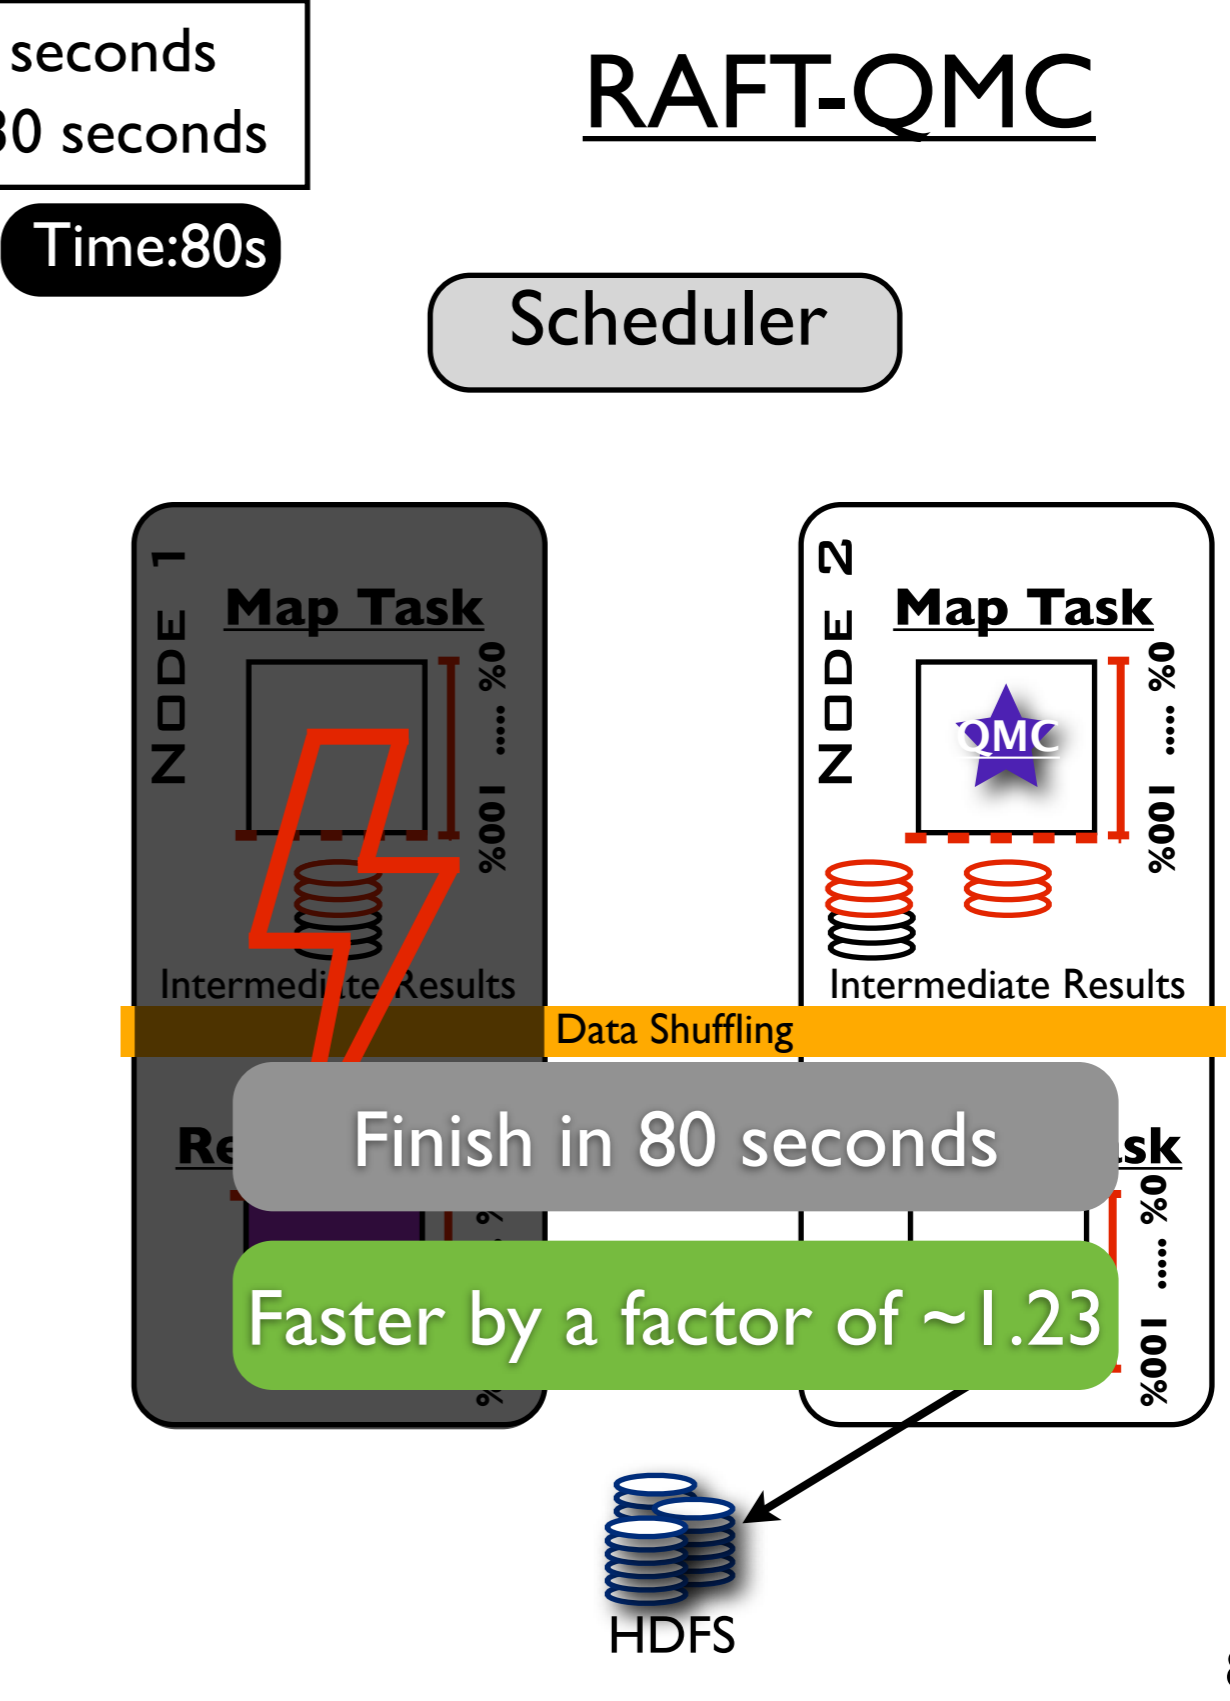 seconds
30 seconds
RAFT-QMC
Time:80s
Scheduler
NODE 1
Map Task
0% ..... 100%
Intermediate Results
NODE 2
Map Task
QMC
0% ..... 100%
Intermediate Results
Data Shuffling
Finish in 80 seconds
0% ..... 100%
Faster by a factor of ~1.23
HDFS